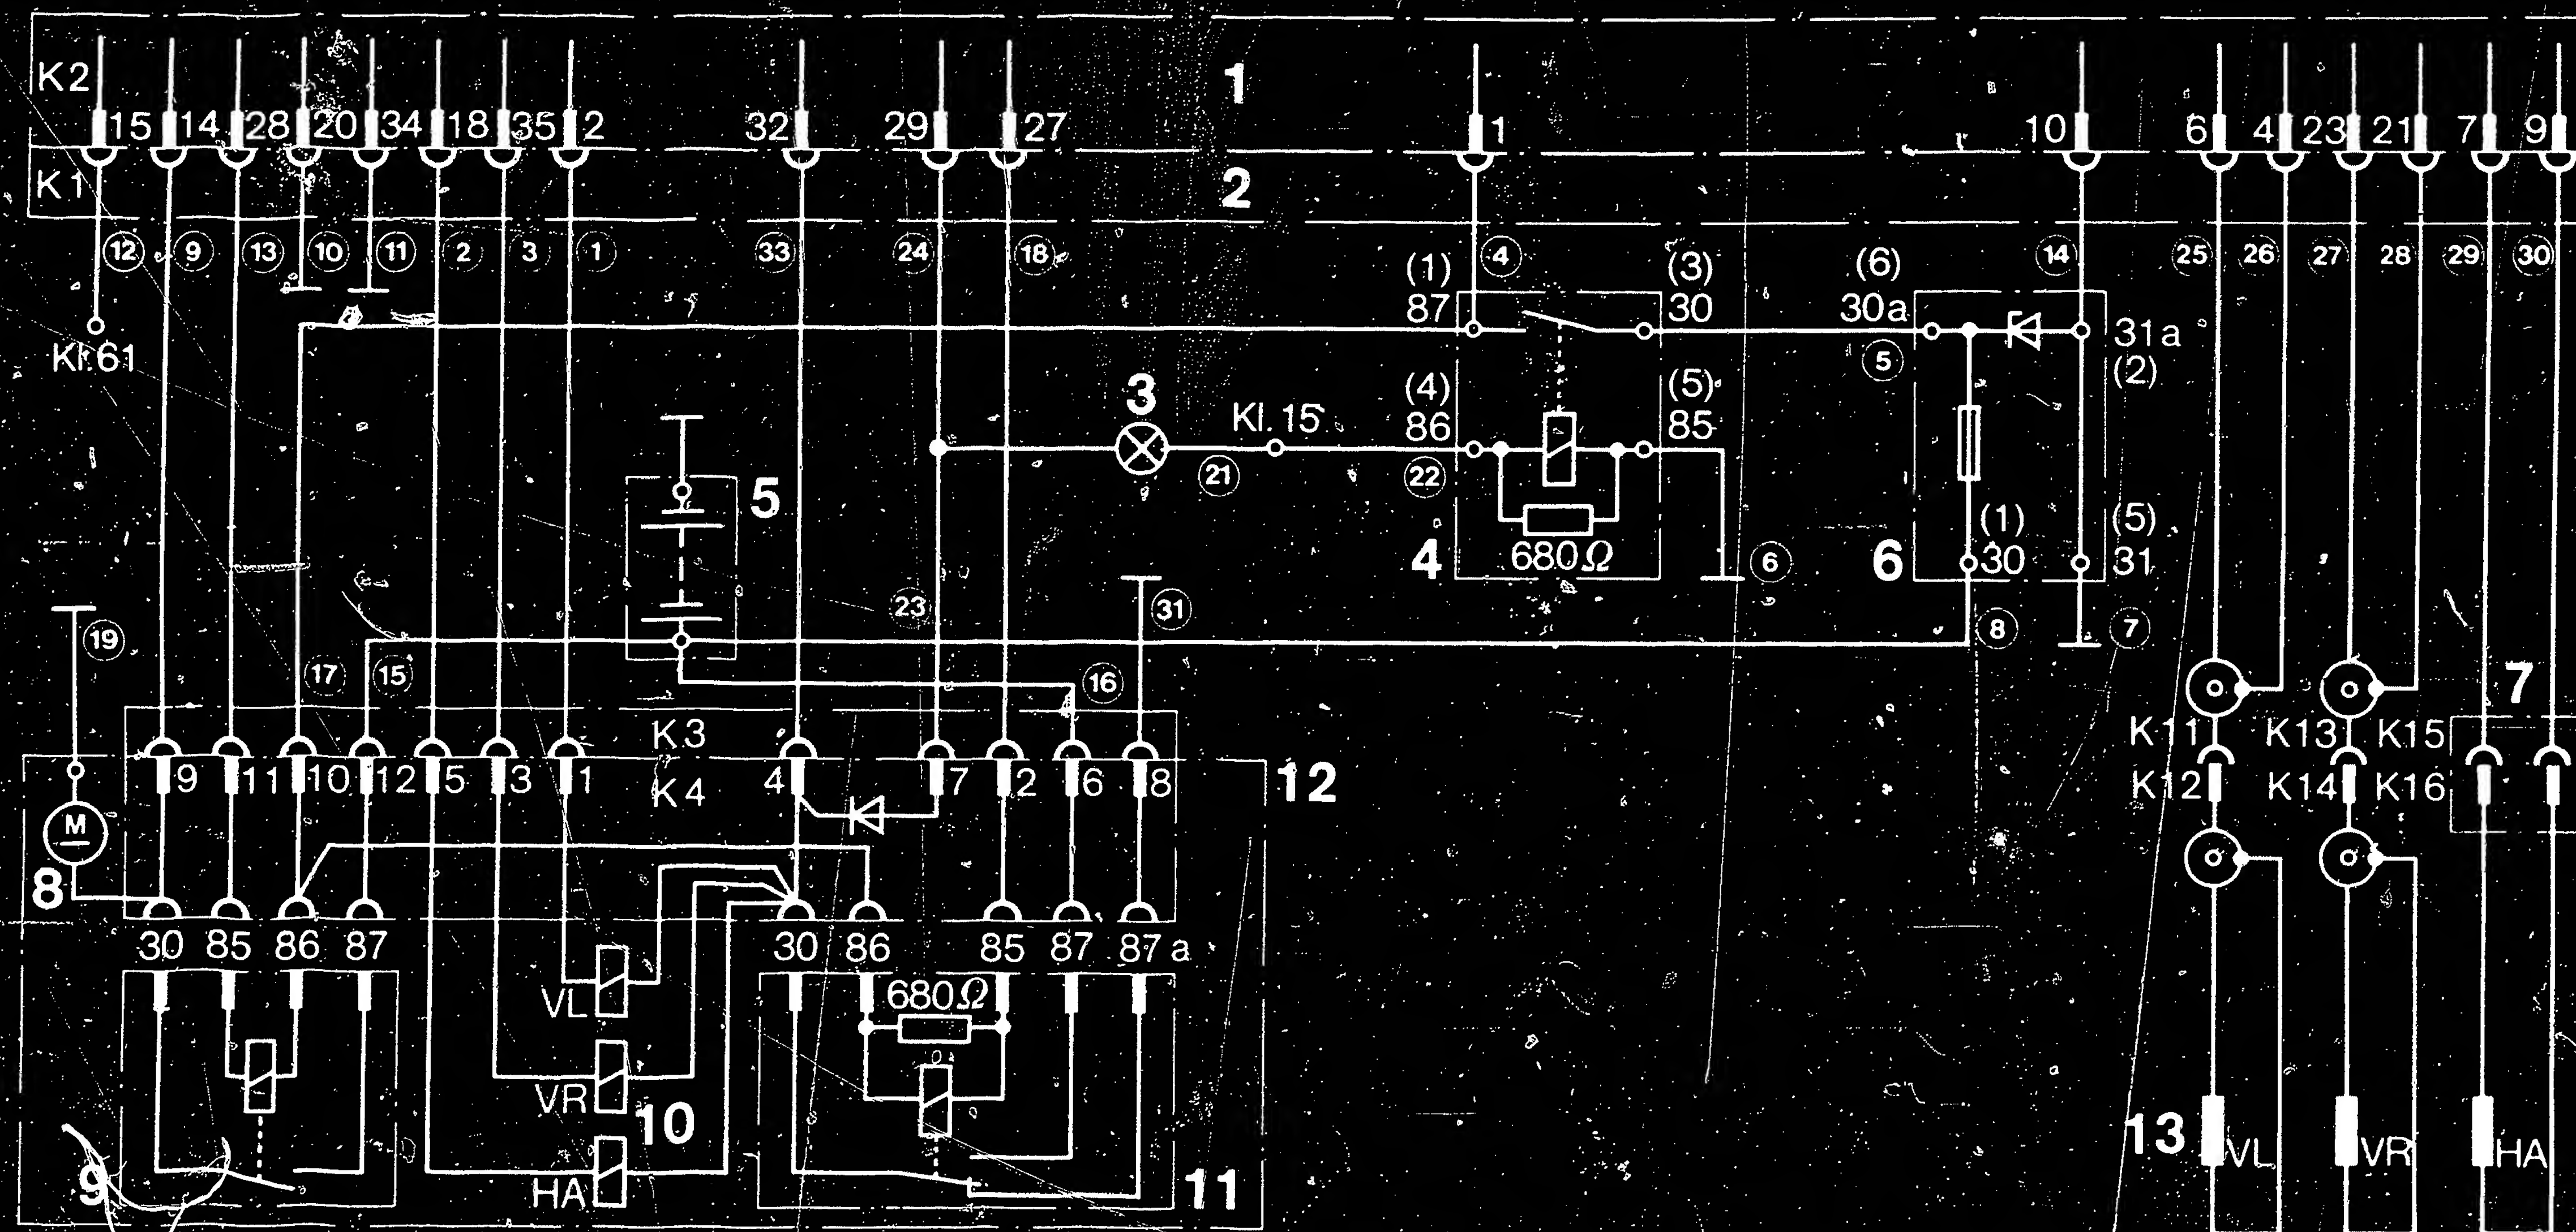 K2
15 14 28 20 34 18 35 2 32 29 27 1 10 6 4 23 21 7 9
1
K1
2
12 9 13 10 11 2 3 1 33 24 18 4 14 25 26 27 28 29 30
(1) (3) (6)
87 30 30a
Kl.61
31a
5
(2)
3
(4) (5)
Kl. 15
86 85
21 22
5
(1) (5)
4
680Ω
6
6
30 31
23
31
8
7
19
17 15
16
7
K3
K11 K13 K15
9 11 10 12 5 3 1
K4
4 7 2 6 8
12
K12 K14 K16
M
8
30 85 86 87
30 86 85 87 87a
680Ω
VL
VR
10
13
VL VR HA
9
HA
11